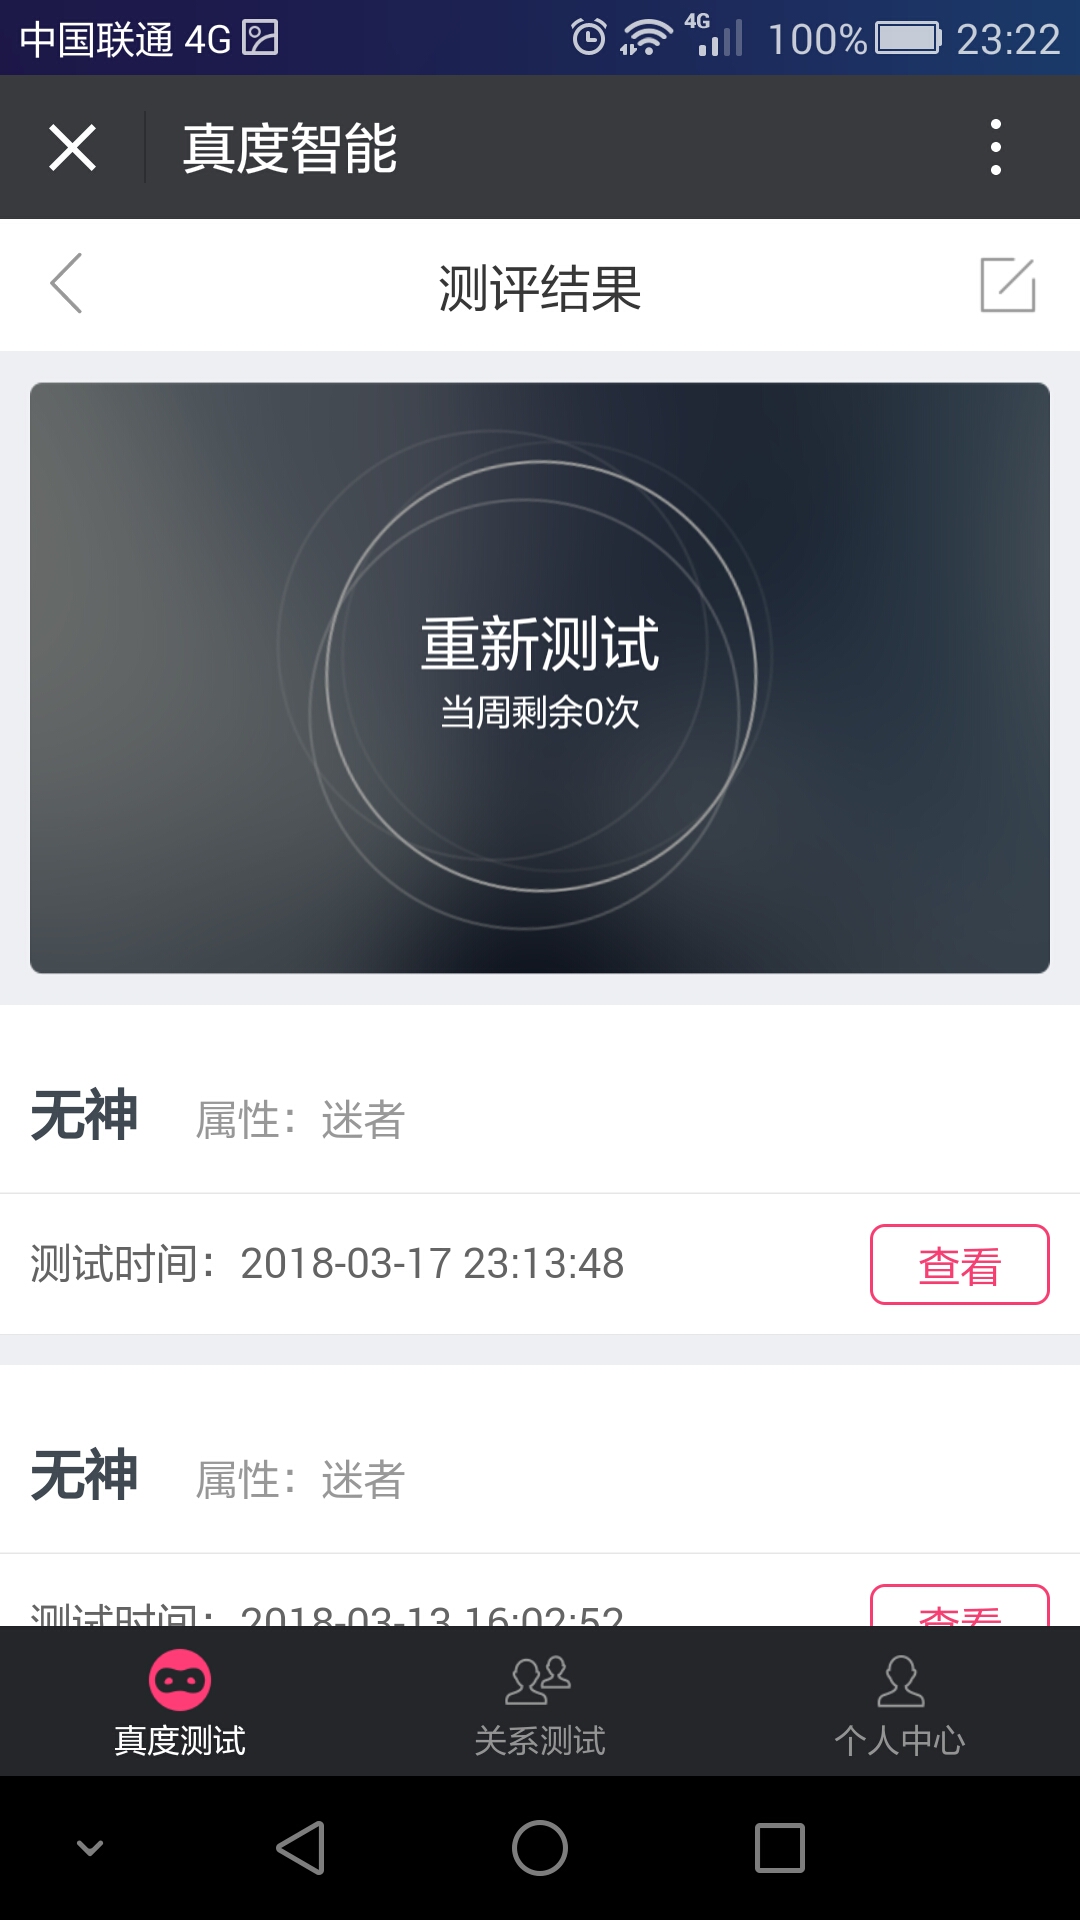 中国联通 4G 4G 100% 23:22
真度智能
测评结果
重新测试
当周剩余0次
无神 属性：迷者
测试时间：2018-03-17 23:13:48 查看
无神 属性：迷者
测试时间：2018-03-13 16:02:52 查看
真度测试 关系测试 个人中心